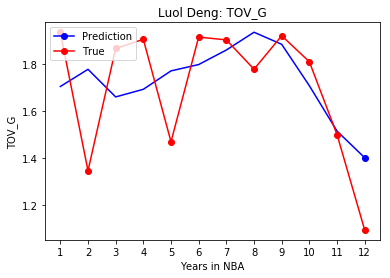 Luol Deng: TOV_G
Prediction
True
1.8
1.6
1.4
1.2
TOV_G
1 2 3 4 5 6 7 8 9 10 11 12
Years in NBA